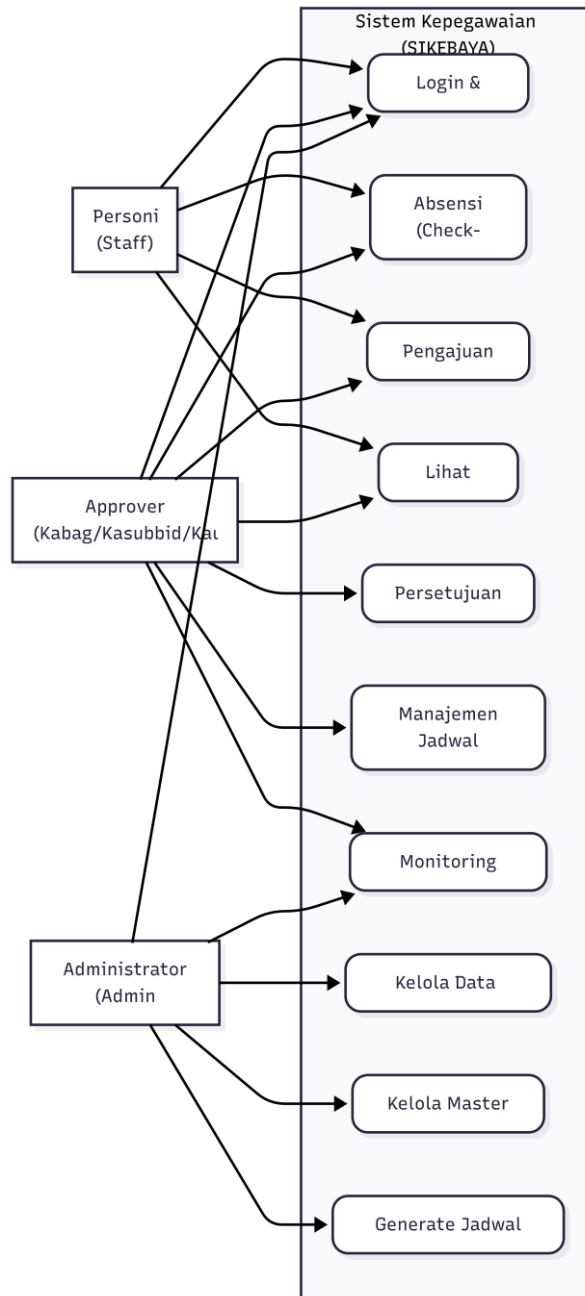 Sistem Kepegawaian
(SIKEBAYA)
Login &
Personi
(Staff)
Absensi
(Check-
Pengajuan
Lihat
Approver
(Kabag/Kasubbid/Kau
Persetujuan
Manajemen
Jadwal
Monitoring
Administrator
(Admin
Kelola Data
Kelola Master
Generate Jadwal